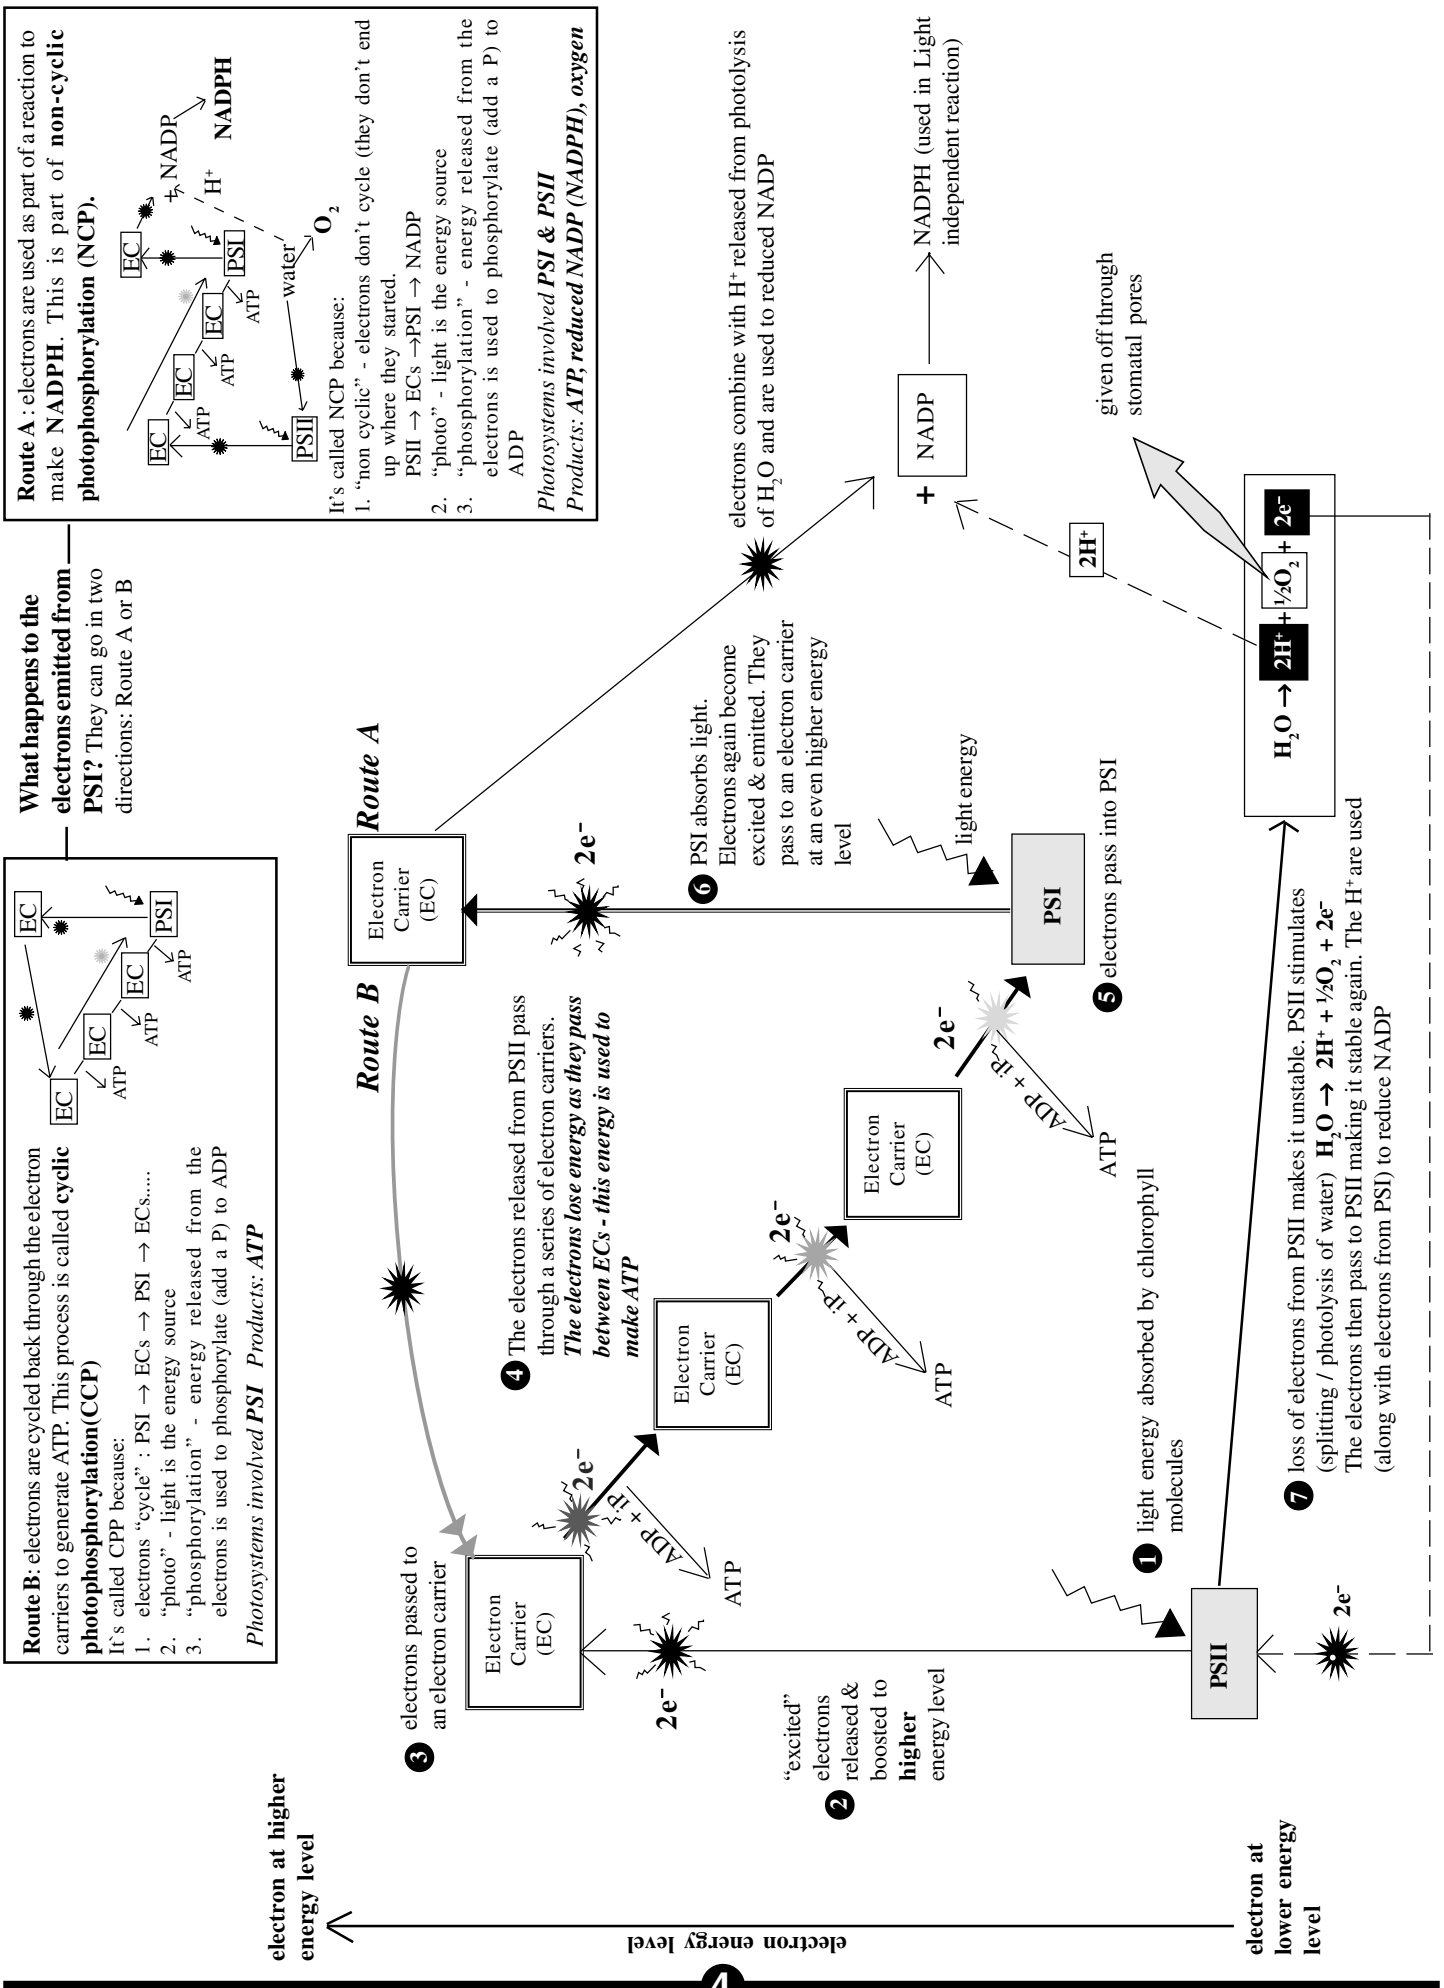 Route B: electrons are cycled back through the electron
carriers to generate ATP. This process is called cyclic
photophosphorylation(CCP)
It`s called CPP because:
1. electrons “cycle” : PSI → ECs → PSI → ECs.....
2. “photo” - light is the energy source
3. “phosphorylation” - energy released from the
electrons is used to phosphorylate (add a P) to ADP
Photosystems involved PSI Products: ATP
EC
EC
EC
EC
PSI
ATP
ATP
ATP
What happens to the
electrons emitted from
PSI? They can go in two
directions: Route A or B
Route A : electrons are used as part of a reaction to
make NADPH. This is part of non-cyclic
photophosphorylation (NCP).
EC
EC
EC
EC
PSI
PSII
ATP
ATP
ATP
+ NADP
H⁺
NADPH
water
O₂
It's called NCP because:
1. “non cyclic” - electrons don’t cycle (they don’t end
up where they started.
PSII → ECs →PSI → NADP
2. “photo” - light is the energy source
3. “phosphorylation” - energy released from the
electrons is used to phosphorylate (add a P) to
ADP
Photosystems involved PSI & PSII
Products: ATP, reduced NADP (NADPH), oxygen
electron at higher
energy level
electron energy level
electron at
lower energy
level
3 electrons passed to
an electron carrier
Route B
Route A
Electron
Carrier
(EC)
Electron
Carrier
(EC)
Electron
Carrier
(EC)
Electron
Carrier
(EC)
2e⁻
2e⁻
2e⁻
2e⁻
2e⁻
ADP + iP
ATP
ADP + iP
ATP
ADP + iP
ATP
4 The electrons released from PSII pass
through a series of electron carriers.
The electrons lose energy as they pass
between ECs - this energy is used to
make ATP
2 “excited”
electrons
released &
boosted to
higher
energy level
6 PSI absorbs light.
Electrons again become
excited & emitted. They
pass to an electron carrier
at an even higher energy
level
electrons combine with H⁺ released from photolysis
of H₂O and are used to reduced NADP
light energy
PSI
5 electrons pass into PSI
+
NADP
NADPH (used in Light
independent reaction)
2H⁺
given off through
stomatal pores
1 light energy absorbed by chlorophyll
molecules
PSII
2e⁻
H₂O → 2H⁺ + ½O₂ + 2e⁻
7 loss of electrons from PSII makes it unstable. PSII stimulates
(splitting / photolysis of water) H₂O → 2H⁺ + ½O₂ + 2e⁻
The electrons then pass to PSII making it stable again. The H⁺ are used
(along with electrons from PSI) to reduce NADP
4